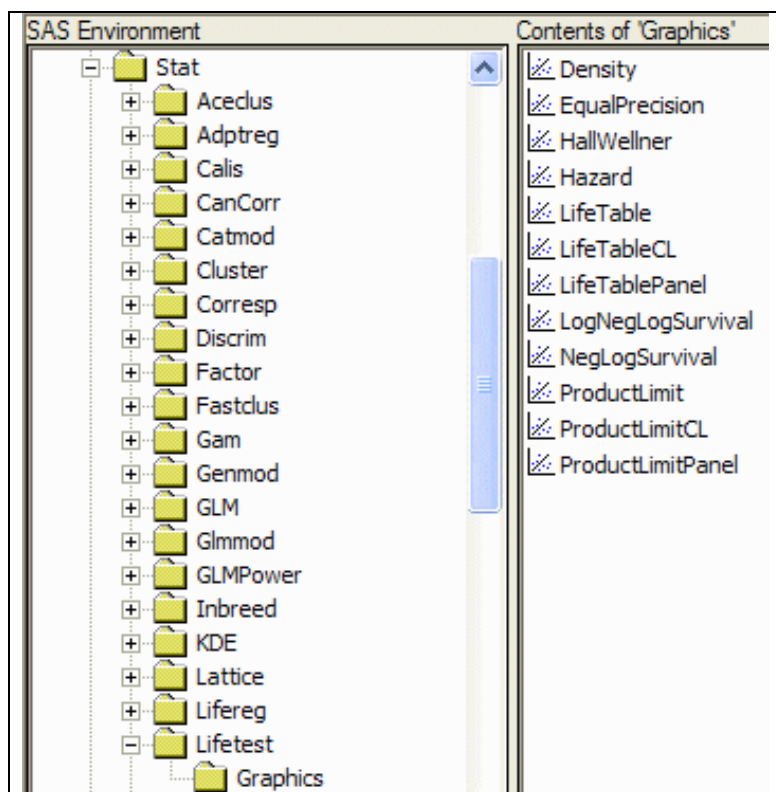 SAS Environment
Stat
Aceclus
Adptreg
Calis
CanCorr
Catmod
Cluster
Corresp
Discrim
Factor
Fastclus
Gam
Genmod
GLM
Glmmod
GLMPower
Inbreed
KDE
Lattice
Lifereg
Lifetest
Graphics
Contents of 'Graphics'
Density
EqualPrecision
HallWellner
Hazard
LifeTable
LifeTableCL
LifeTablePanel
LogNegLogSurvival
NegLogSurvival
ProductLimit
ProductLimitCL
ProductLimitPanel